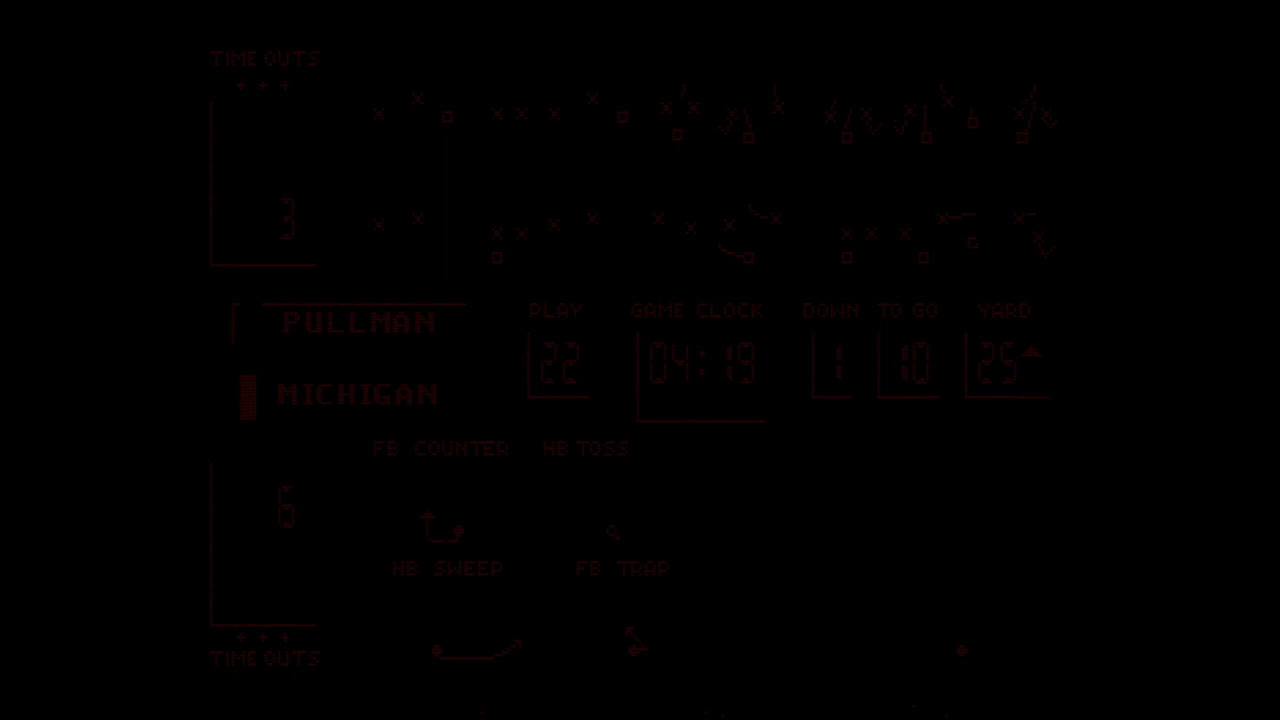 TIME OUTS
+ + +
3
PULLMAN
PLAY GAME CLOCK DOWN TO GO YARD
22 04:19 1 10 25
MICHIGAN
FB COUNTER HB TOSS
6
HB SWEEP FB TRAP
+ + +
TIME OUTS